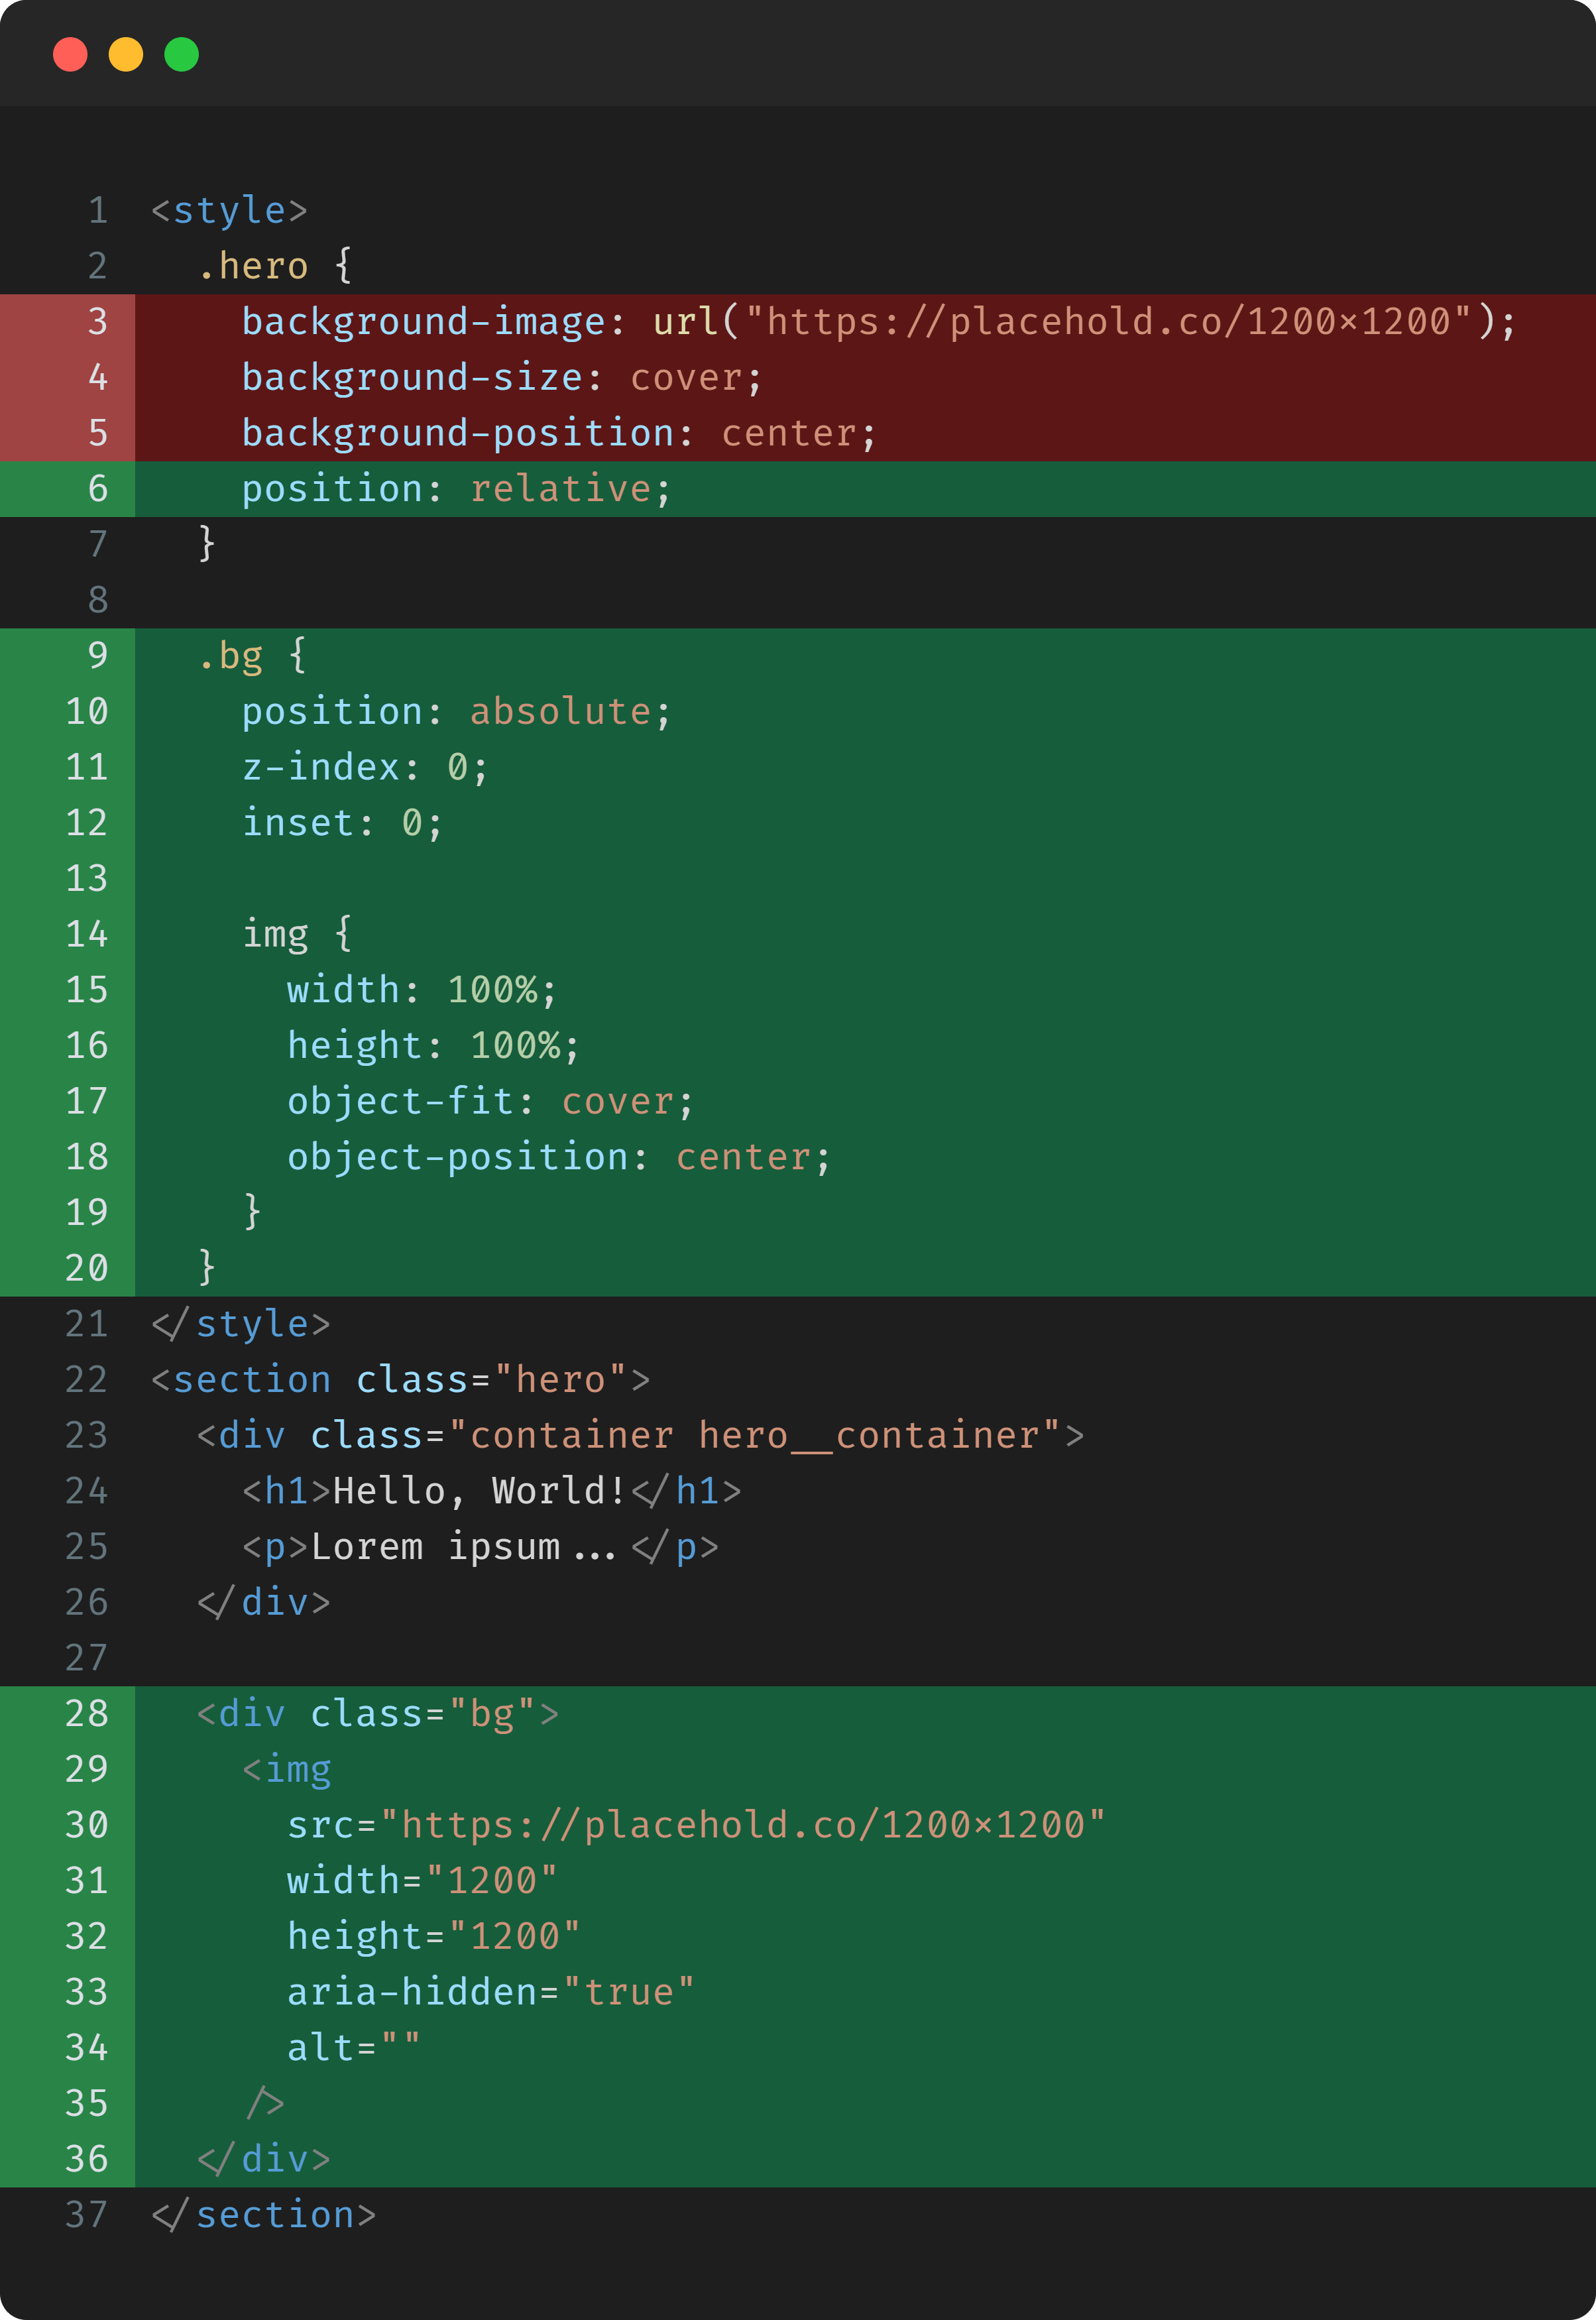 1 <style>
2   .hero {
3     background-image: url("https://placehold.co/1200x1200");
4     background-size: cover;
5     background-position: center;
6     position: relative;
7   }
8
9   .bg {
10     position: absolute;
11     z-index: 0;
12     inset: 0;
13
14     img {
15       width: 100%;
16       height: 100%;
17       object-fit: cover;
18       object-position: center;
19     }
20   }
21 </style>
22 <section class="hero">
23   <div class="container hero__container">
24     <h1>Hello, World!</h1>
25     <p>Lorem ipsum...</p>
26   </div>
27
28   <div class="bg">
29     <img
30       src="https://placehold.co/1200x1200"
31       width="1200"
32       height="1200"
33       aria-hidden="true"
34       alt=""
35     />
36   </div>
37 </section>